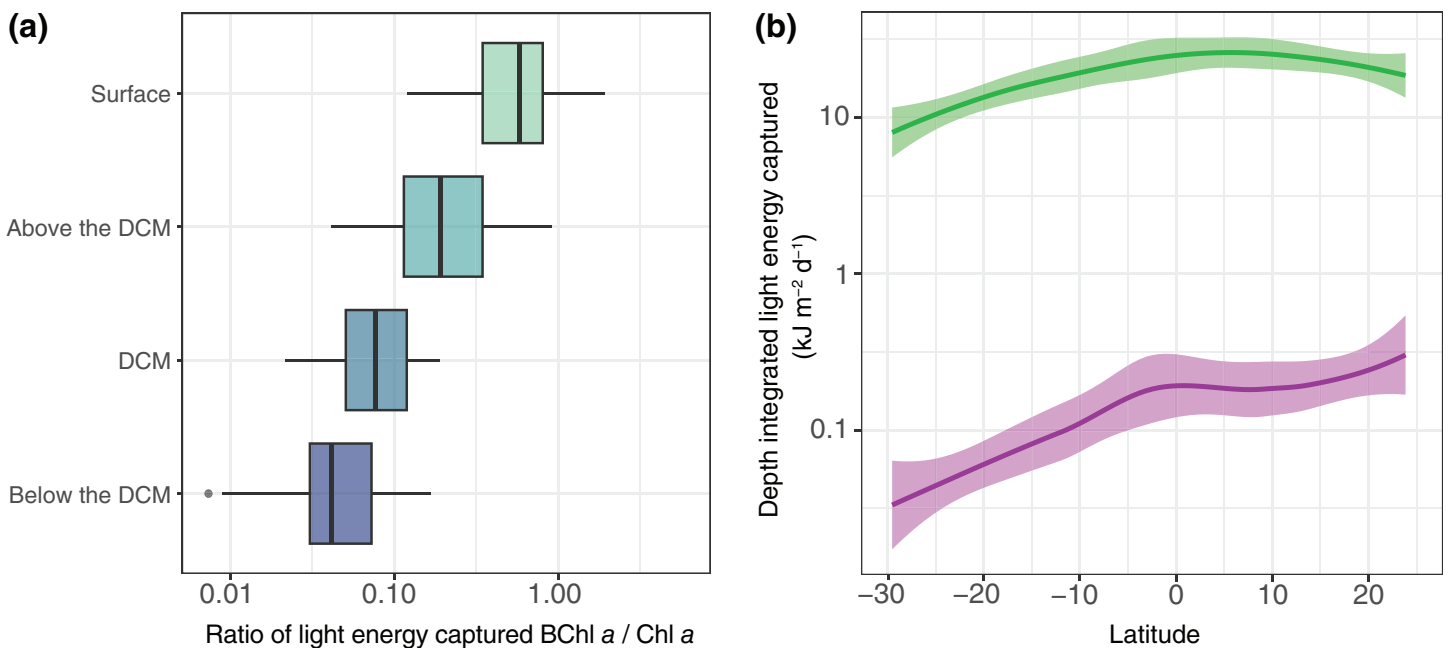 (a)
Surface
Above the DCM
DCM
Below the DCM
0.01 0.10 1.00
Ratio of light energy captured BChl a / Chl a
(b)
Depth integrated light energy captured
(kJ m⁻² d⁻¹)
10
1
0.1
−30 −20 −10 0 10 20
Latitude